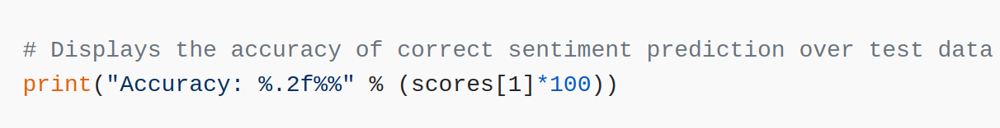 # Displays the accuracy of correct sentiment prediction over test data
print("Accuracy: %.2f%%" % (scores[1]*100))